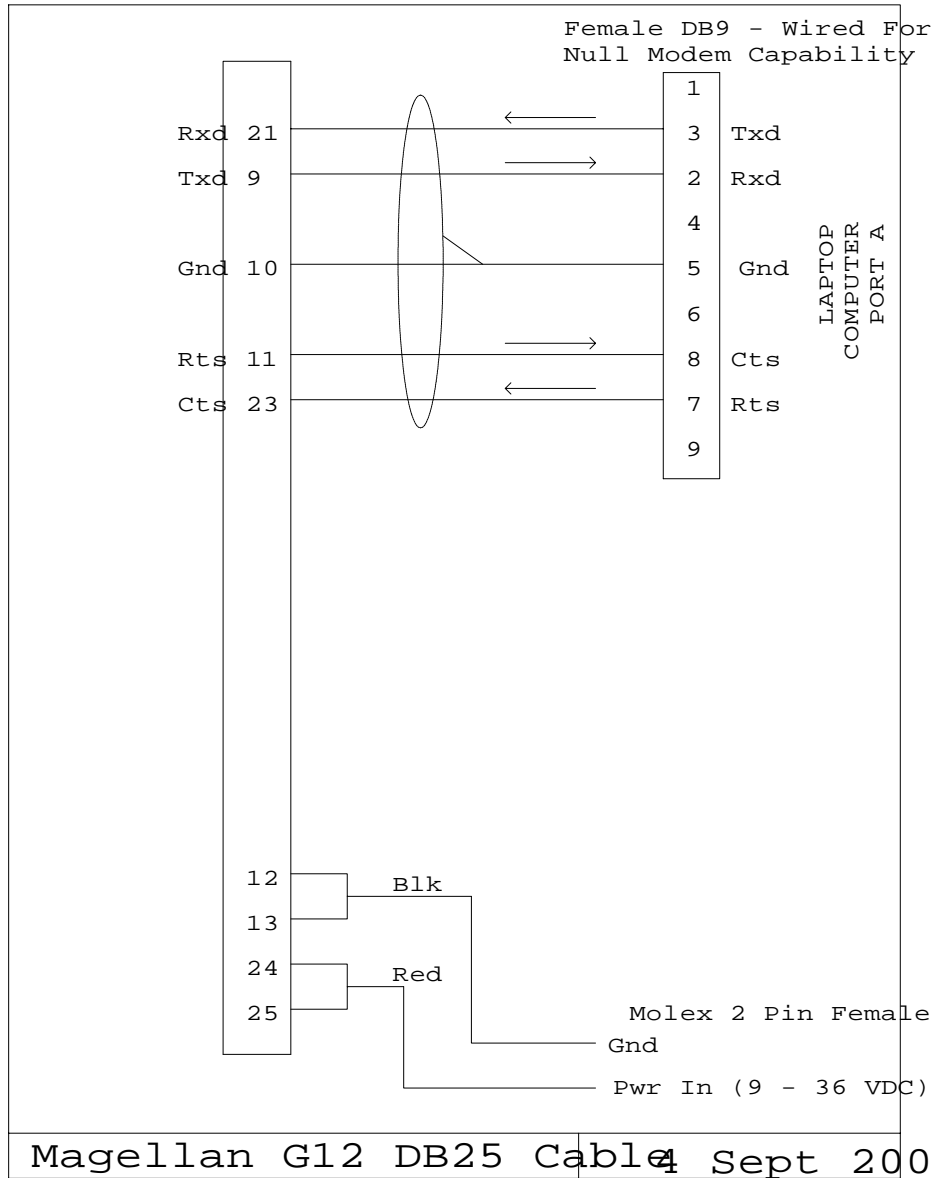 Female DB9 - Wired For
Null Modem Capability
1
Rxd 21 3 Txd
Txd 9 2 Rxd
4
Gnd 10 5 Gnd
6
Rts 11 8 Cts
Cts 23 7 Rts
9
LAPTOP
COMPUTER
PORT A
12
Blk
13
24
Red
25
Molex 2 Pin Female
Gnd
Pwr In (9 - 36 VDC)
Magellan G12 DB25 Cable
4 Sept 200